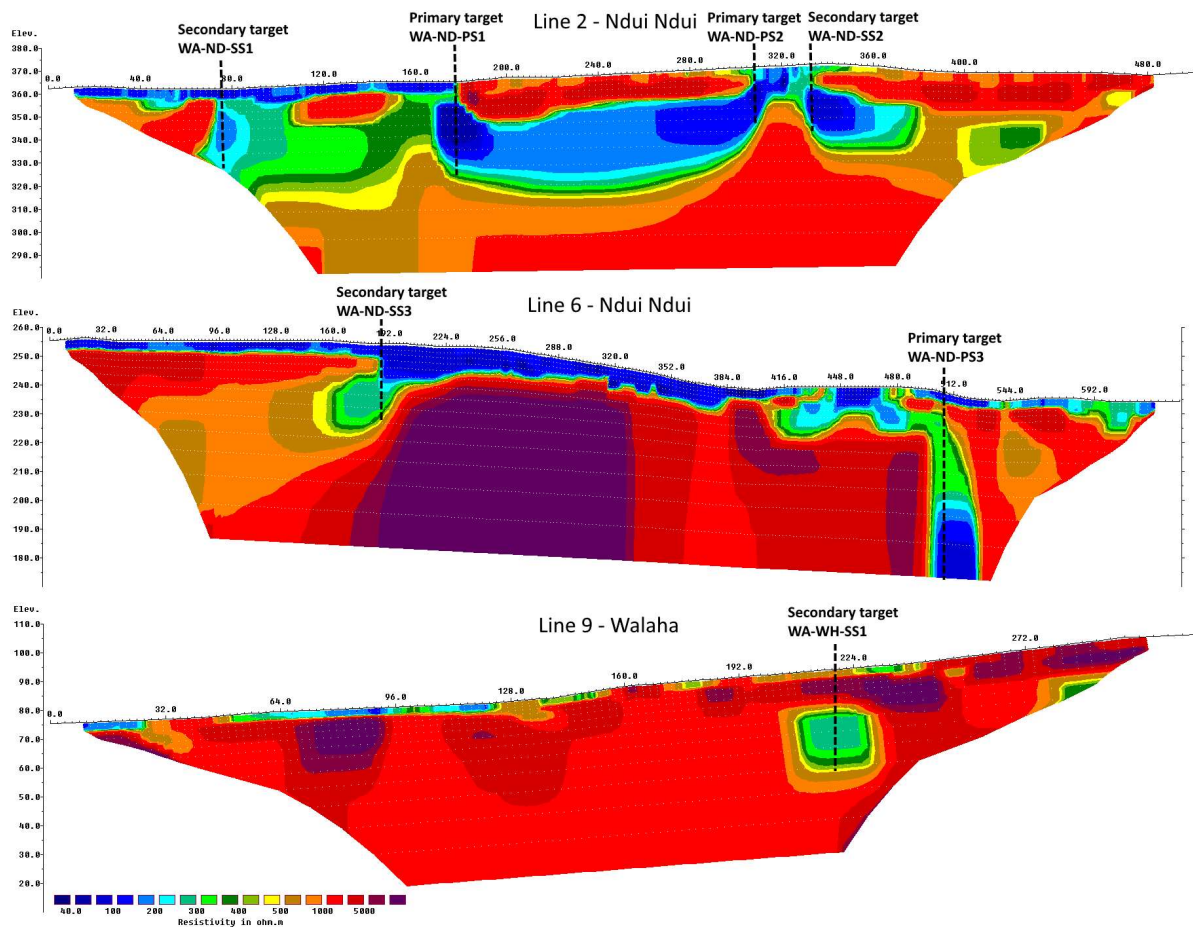 Line 2 - Ndui Ndui
Secondary target
WA-ND-SS1
Primary target
WA-ND-PS1
Primary target
WA-ND-PS2
Secondary target
WA-ND-SS2
Elev.
380.0
370.0
360.0
350.0
340.0
330.0
320.0
310.0
300.0
290.0
0.0 40.0 80.0 120.0 160.0 200.0 240.0 280.0 320.0 360.0 400.0 480.0
Line 6 - Ndui Ndui
Secondary target
WA-ND-SS3
Primary target
WA-ND-PS3
Elev.
260.0
250.0
240.0
230.0
220.0
210.0
200.0
190.0
180.0
0.0 32.0 64.0 96.0 128.0 160.0 192.0 224.0 256.0 288.0 320.0 352.0 384.0 416.0 448.0 480.0 512.0 544.0 592.0
Line 9 - Walaha
Secondary target
WA-WH-SS1
Elev.
110.0
100.0
90.0
80.0
70.0
60.0
50.0
40.0
30.0
20.0
0.0 32.0 64.0 96.0 128.0 160.0 192.0 224.0 272.0
40.0 100 200 300 400 500 1000 5000
Resistivity in ohm.m